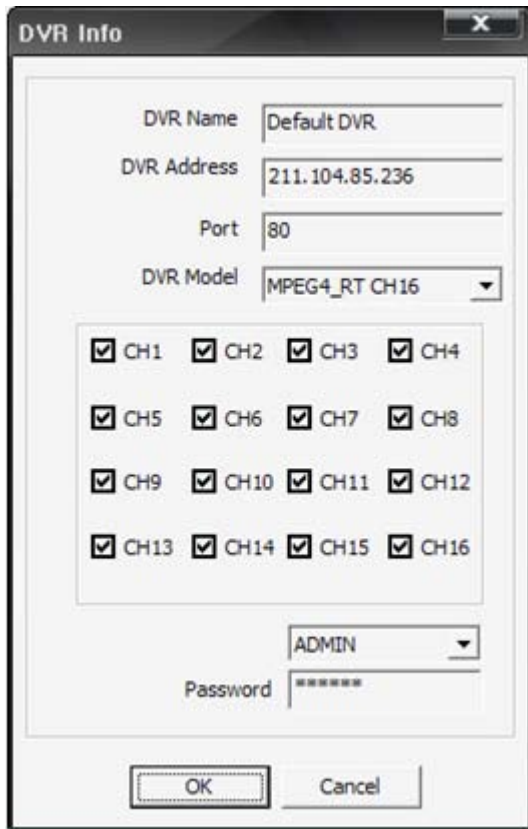 DVR Info
DVR Name Default DVR
DVR Address 211.104.85.236
Port 80
DVR Model MPEG4_RT CH16
CH1 CH2 CH3 CH4
CH5 CH6 CH7 CH8
CH9 CH10 CH11 CH12
CH13 CH14 CH15 CH16
ADMIN
Password ******
OK Cancel